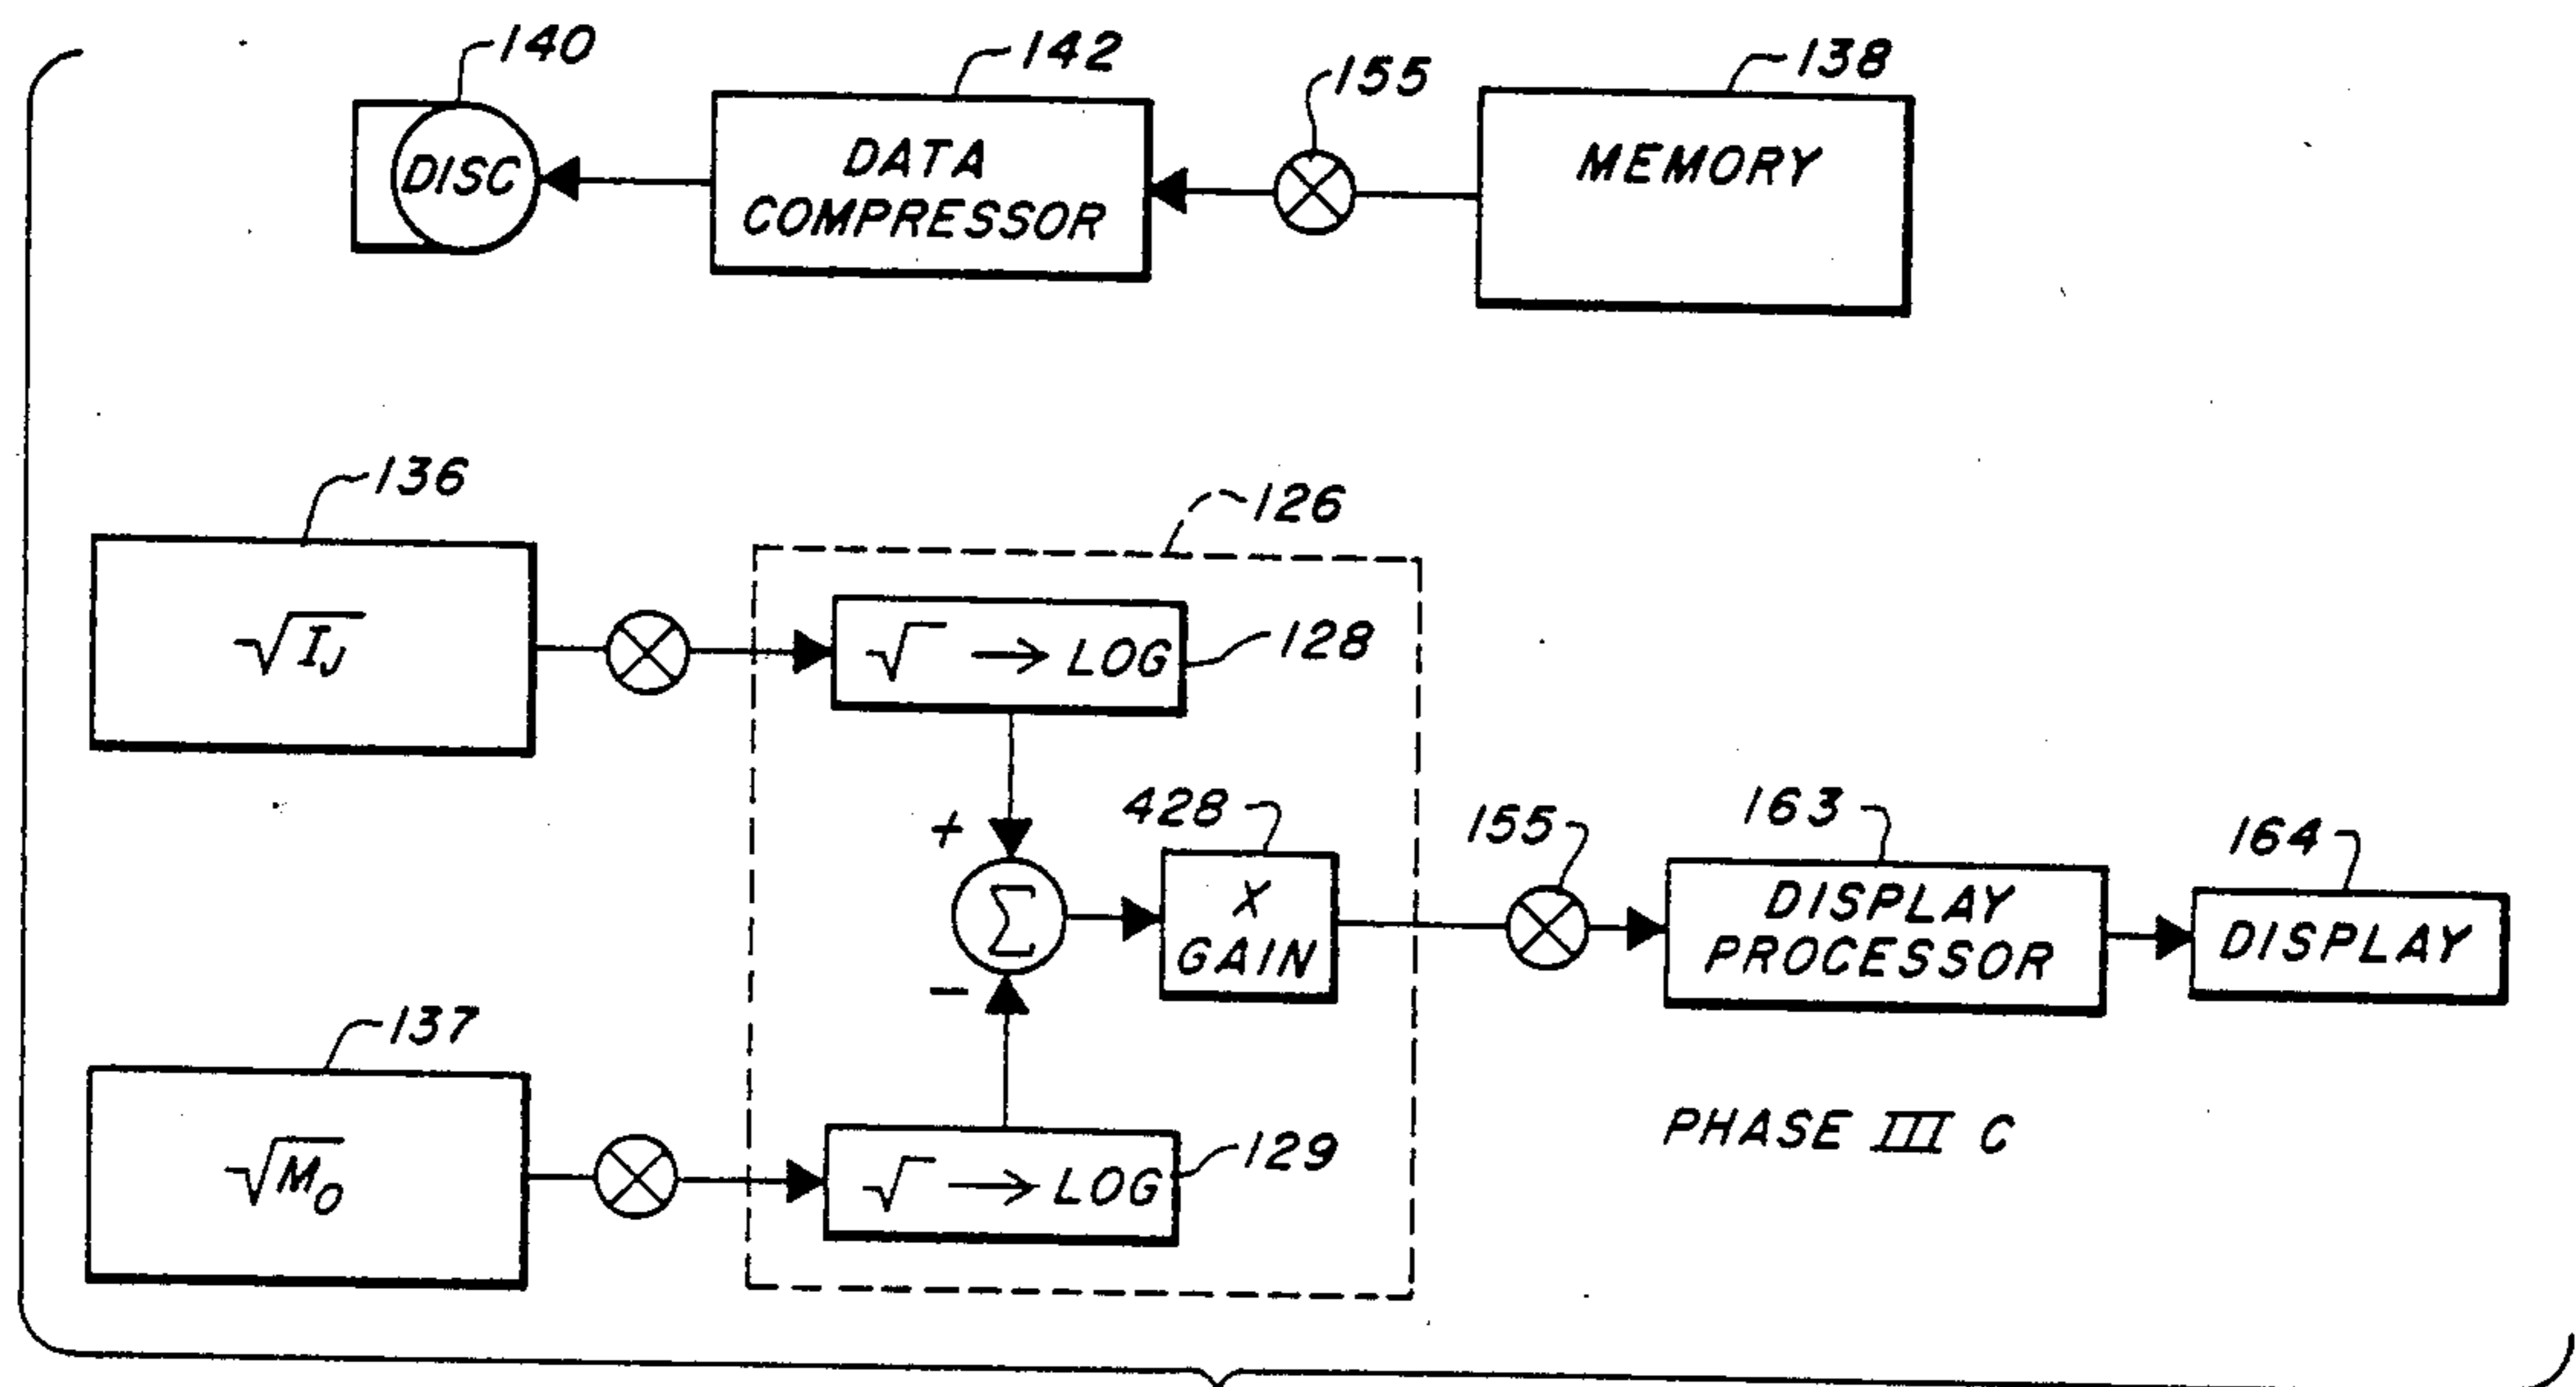 140
142
155
138
DISC
DATA
COMPRESSOR
MEMORY
136
126
√I_J
√ → LOG
128
+
428
155
163
164
Σ
X
GAIN
DISPLAY
PROCESSOR
DISPLAY
-
137
√M_O
√ → LOG
129
PHASE III C